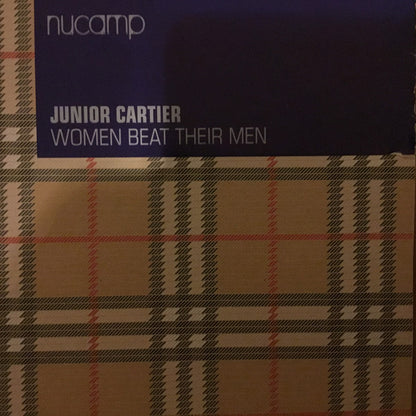 nucamp
JUNIOR CARTIER
WOMEN BEAT THEIR MEN